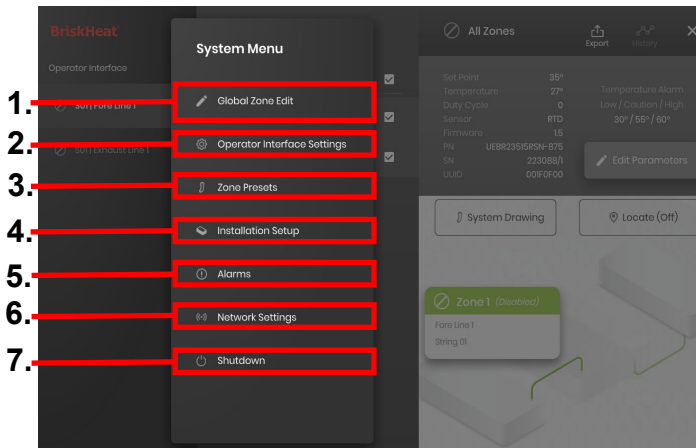 BriskHeat
Operator Interface
S01 | Fore Line 1
S01 | Exhaust Line 1
System Menu
1. Global Zone Edit
2. Operator Interface Settings
3. Zone Presets
4. Installation Setup
5. Alarms
6. Network Settings
7. Shutdown
All Zones
Export
History
Set Point 35°
Temperature 27°
Duty Cycle 0
Sensor RTD
Firmware 1.5
PN UEBR23515RSN-875
SN 223088/1
UUID 001F0F00
Temperature Alarm
Low / Caution / High
30° / 55° / 60°
Edit Parameters
System Drawing
Locate (Off)
Zone 1 (Disabled)
Fore Line 1
String 01